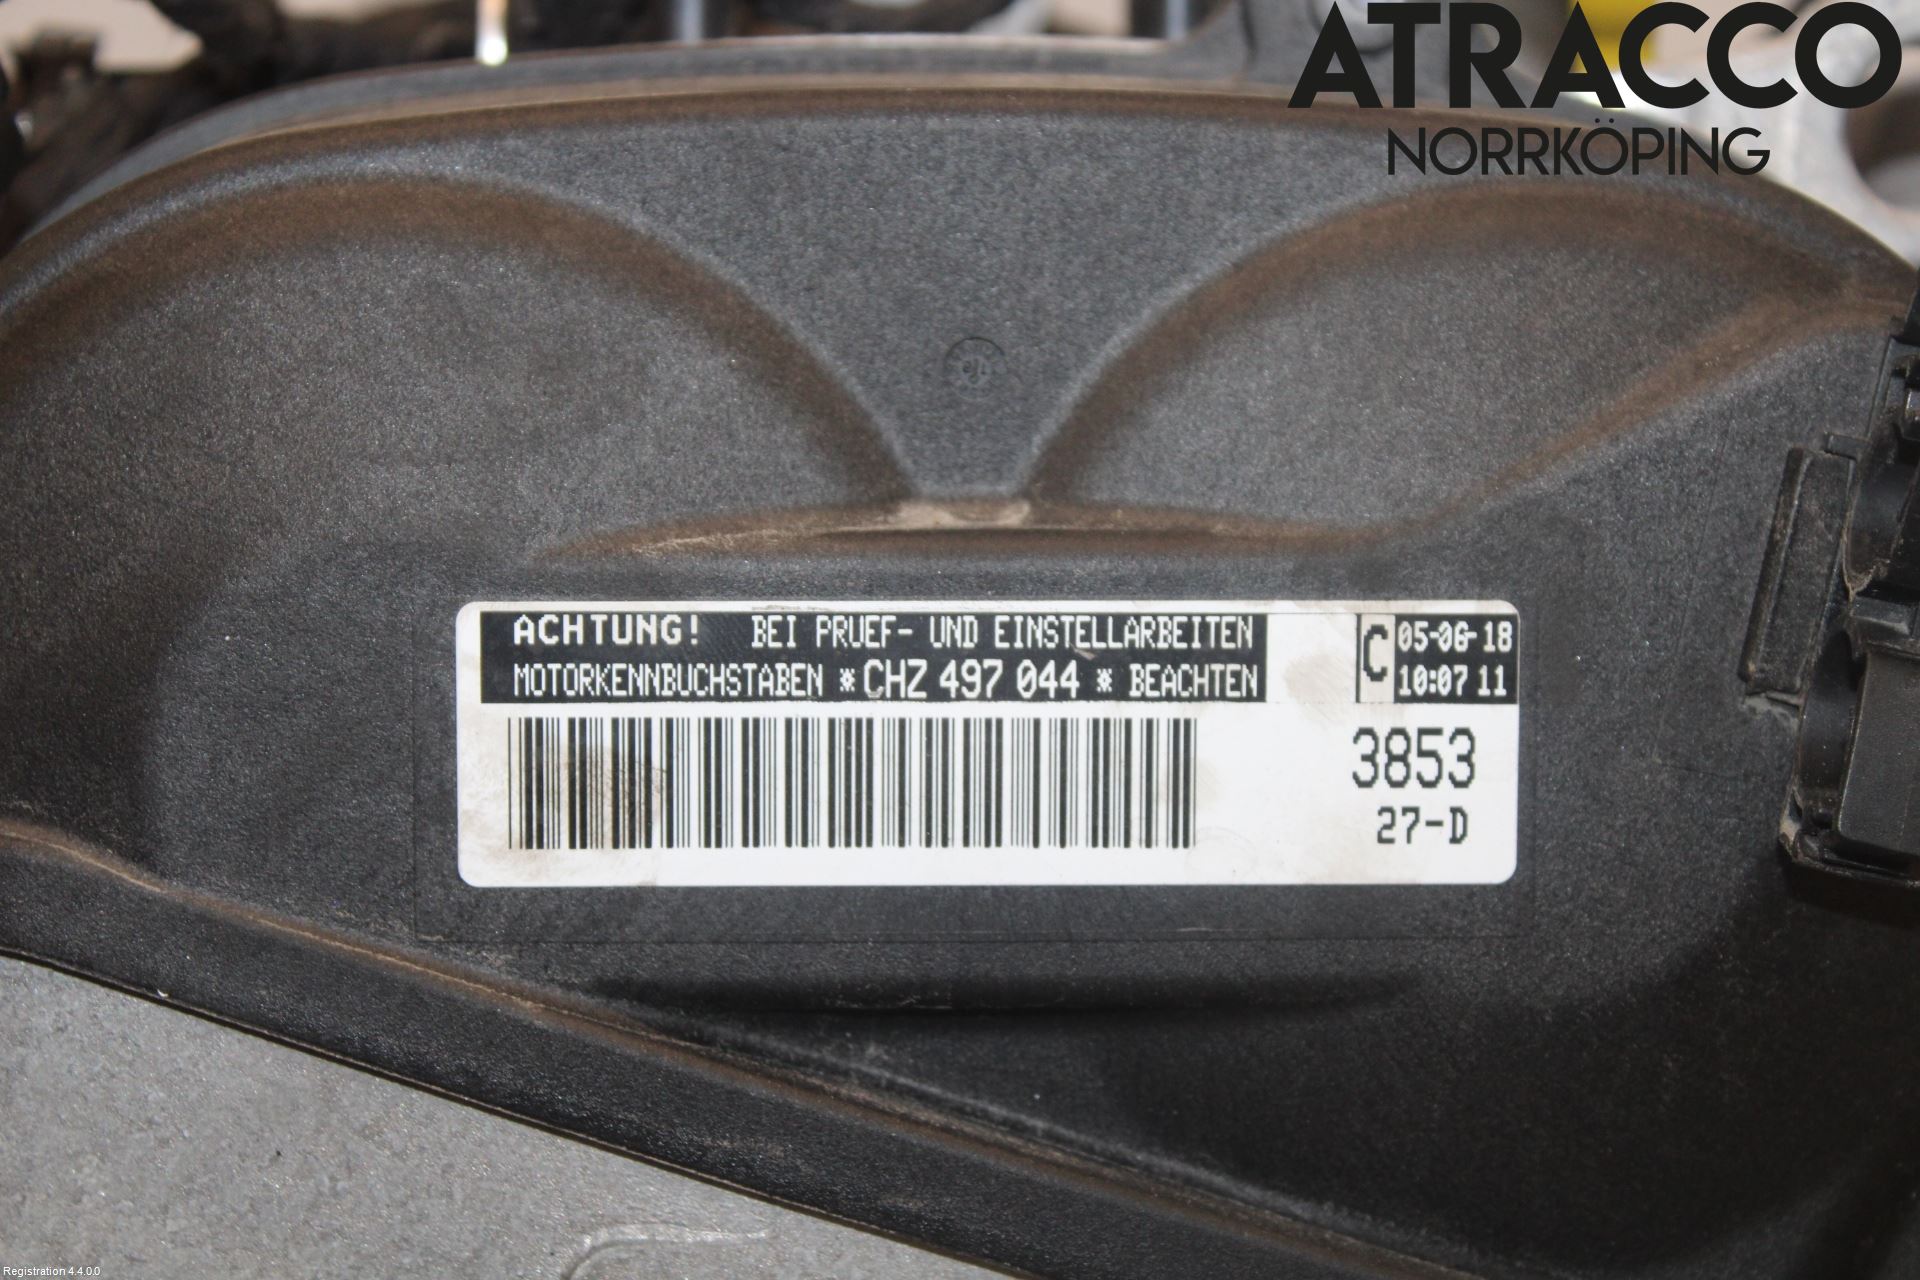 ATRACCO
NORRKÖPING
ACHTUNG! BEI PRUEF- UND EINSTELLARBEITEN
MOTORKENNBUCHSTABEN *CHZ 497 044 * BEACHTEN
C 05-06-18
10:07 11
3853
27-D
Registration 4.4.0.0